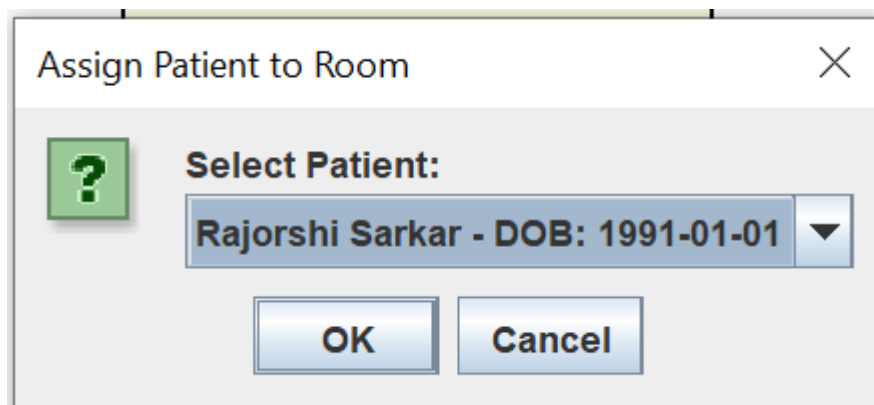 Assign Patient to Room
?
Select Patient:
Rajorshi Sarkar - DOB: 1991-01-01
OK
Cancel